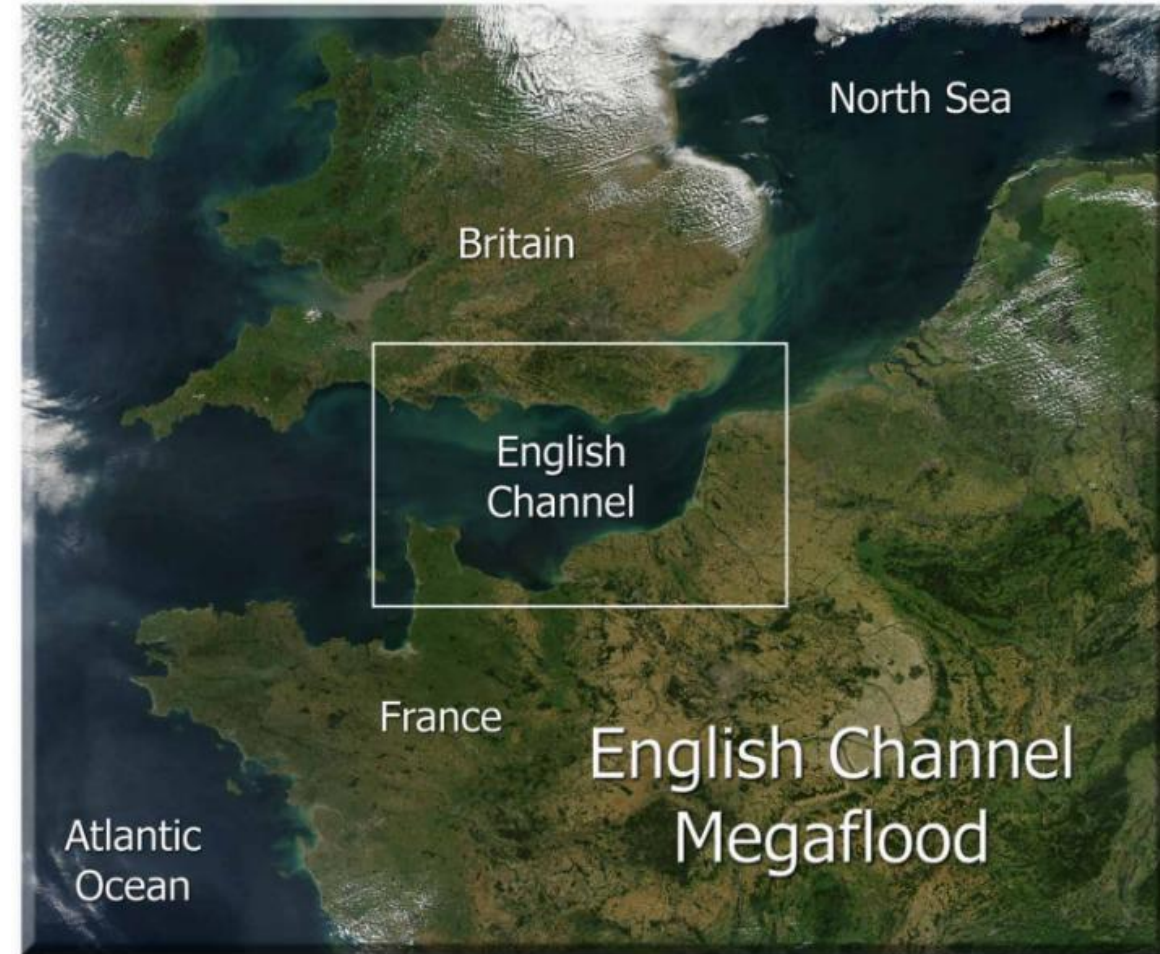 North Sea
Britain
English
Channel
France
English Channel
Megaflood
Atlantic
Ocean